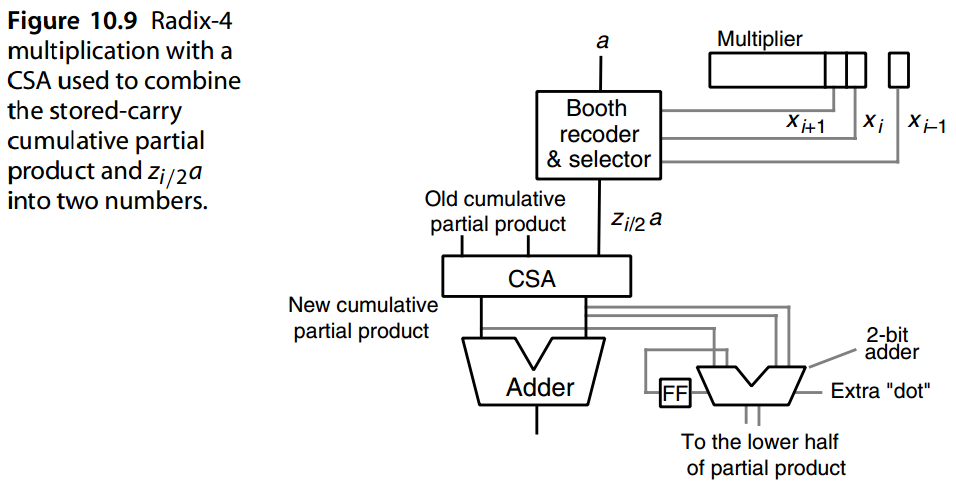 Figure 10.9 Radix-4
multiplication with a
CSA used to combine
the stored-carry
cumulative partial
product and z_{i/2}a
into two numbers.
a
Multiplier
Booth
recoder
& selector
x_{i+1}
x_i
x_{i–1}
Old cumulative
partial product
z_{i/2} a
CSA
New cumulative
partial product
2-bit
adder
Adder
FF
Extra "dot"
To the lower half
of partial product